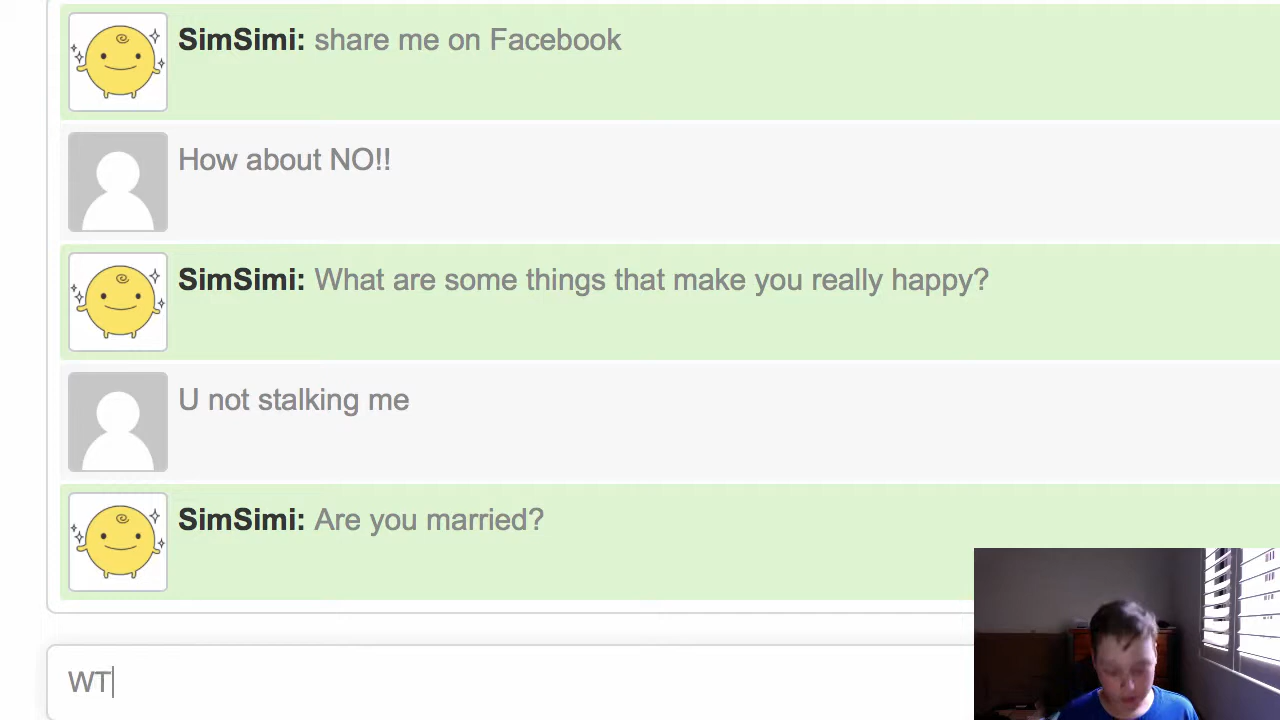 SimSimi: share me on Facebook
How about NO!!
SimSimi: What are some things that make you really happy?
U not stalking me
SimSimi: Are you married?
WT